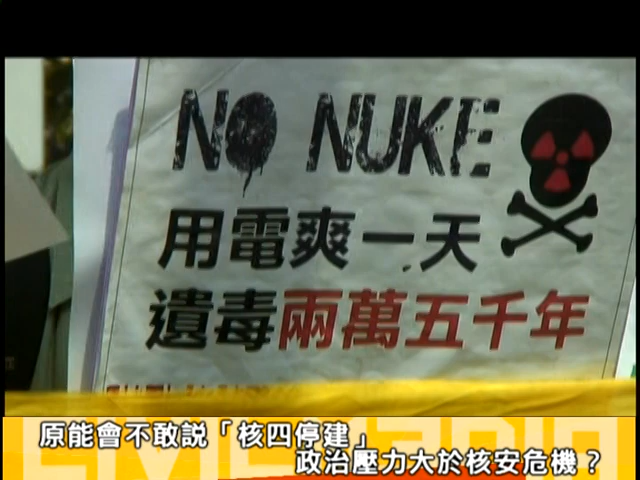 NO NUKE
用電爽一天
遺毒兩萬五千年
原能會不敢説「核四停建」
政治壓力大於核安危機？